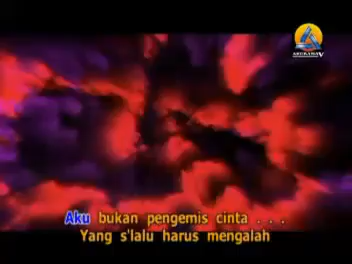 Aku bukan pengemis cinta . . .
Yang s'lalu harus mengalah